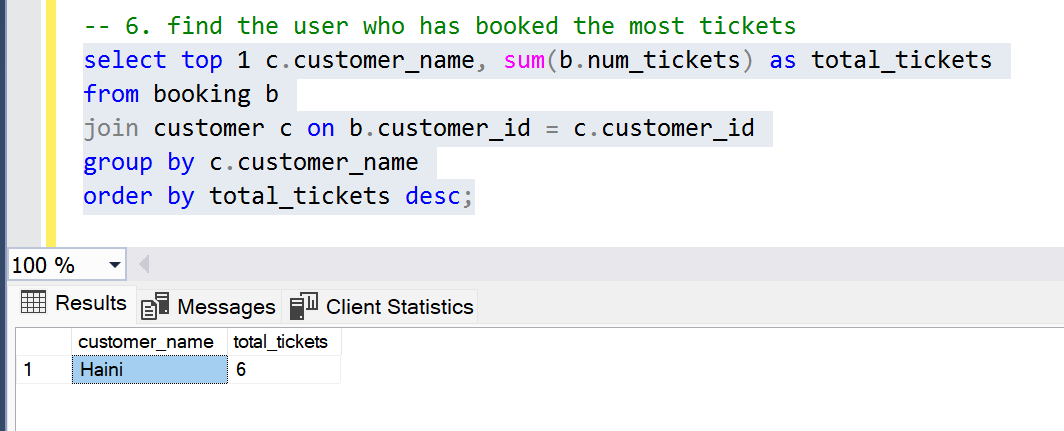 -- 6. find the user who has booked the most tickets
select top 1 c.customer_name, sum(b.num_tickets) as total_tickets
from booking b
join customer c on b.customer_id = c.customer_id
group by c.customer_name
order by total_tickets desc;
100 %
Results Messages Client Statistics
customer_name total_tickets
1 Haini 6